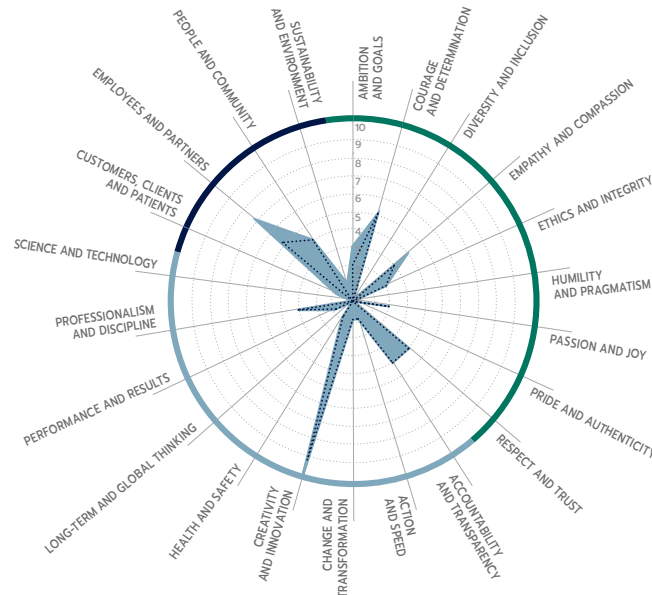 AMBITION
AND GOALS
COURAGE
AND DETERMINATION
DIVERSITY AND INCLUSION
EMPATHY AND COMPASSION
ETHICS AND INTEGRITY
HUMILITY
AND PRAGMATISM
PASSION AND JOY
PRIDE AND AUTHENTICITY
RESPECT AND TRUST
ACCOUNTABILITY
AND TRANSPARENCY
ACTION
AND SPEED
CHANGE AND
TRANSFORMATION
CREATIVITY
AND INNOVATION
HEALTH AND SAFETY
LONG-TERM AND GLOBAL THINKING
PERFORMANCE AND RESULTS
PROFESSIONALISM
AND DISCIPLINE
SCIENCE AND TECHNOLOGY
CUSTOMERS, CLIENTS
AND PATIENTS
EMPLOYEES AND PARTNERS
PEOPLE AND COMMUNITY
SUSTAINABILITY
AND ENVIRONMENT
10
9
8
7
6
5
4